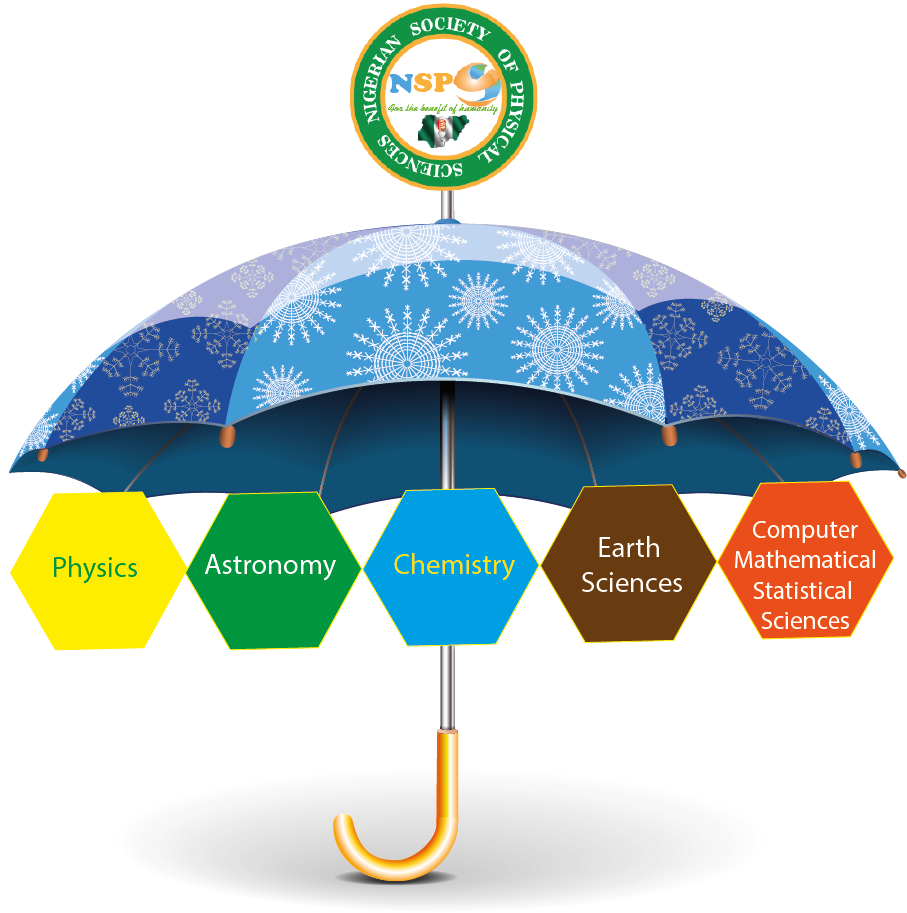 NIGERIAN SOCIETY OF PHYSICAL SCIENCES
NSP
For the benefit of humanity
Physics
Astronomy
Chemistry
Earth
Sciences
Computer
Mathematical
Statistical
Sciences